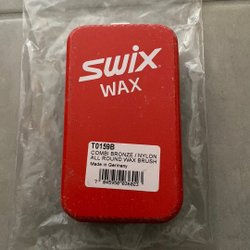 SWIX
WAX
T0159B
COMBI BRONZE / NYLON
ALL ROUND WAX BRUSH
Made in Germany